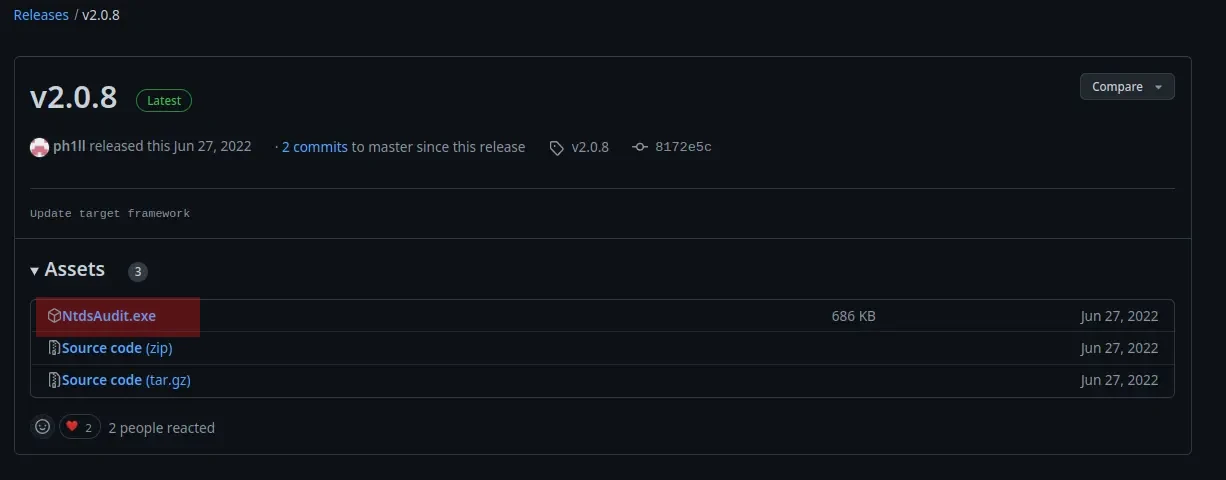 Releases / v2.0.8
v2.0.8 Latest Compare
ph1ll released this Jun 27, 2022 · 2 commits to master since this release v2.0.8 8172e5c
Update target framework
Assets 3
NtdsAudit.exe 686 KB Jun 27, 2022
Source code (zip) Jun 27, 2022
Source code (tar.gz) Jun 27, 2022
2 2 people reacted